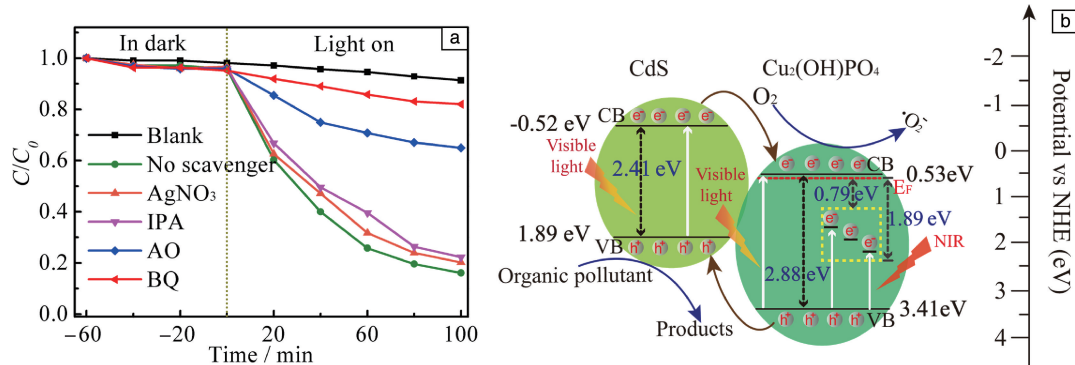 In dark
Light on
a
1.0
0.8
0.6
0.4
0.2
0.0
C/C₀
Blank
No scavenger
AgNO₃
IPA
AO
BQ
−60
−40
−20
0
20
40
60
80
100
Time / min
b
CdS
Cu₂(OH)PO₄
O₂
·O₂⁻
-0.52 eV
CB
e⁻ e⁻ e⁻ e⁻
Visible
light
2.41 eV
1.89 eV
VB
h⁺ h⁺ h⁺ h⁺
Organic pollutant
Products
e⁻ e⁻ e⁻ e⁻
CB
0.53eV
E_F
Visible
light
0.79eV
1.89 eV
e⁻
e⁻
e⁻
NIR
2.88 eV
3.41eV
VB
h⁺ h⁺ h⁺ h⁺
-2
-1
0
1
2
3
4
Potential vs NHE (eV)